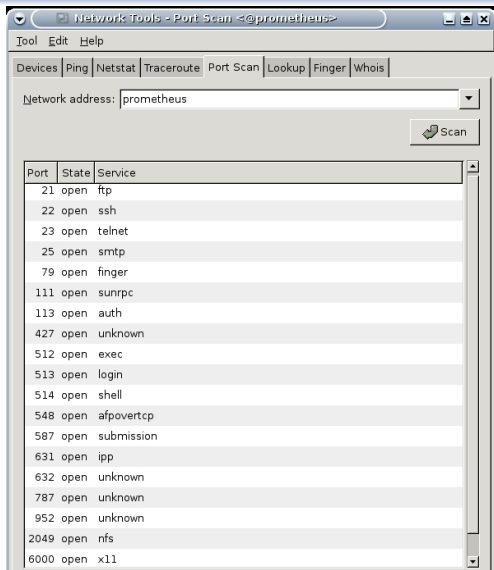 Network Tools - Port Scan <@prometheus>
Tool Edit Help
Devices Ping Netstat Traceroute Port Scan Lookup Finger Whois
Network address: prometheus
Scan
Port State Service
21 open ftp
22 open ssh
23 open telnet
25 open smtp
79 open finger
111 open sunrpc
113 open auth
427 open unknown
512 open exec
513 open login
514 open shell
548 open afpovertcp
587 open submission
631 open ipp
632 open unknown
787 open unknown
952 open unknown
2049 open nfs
6000 open x11